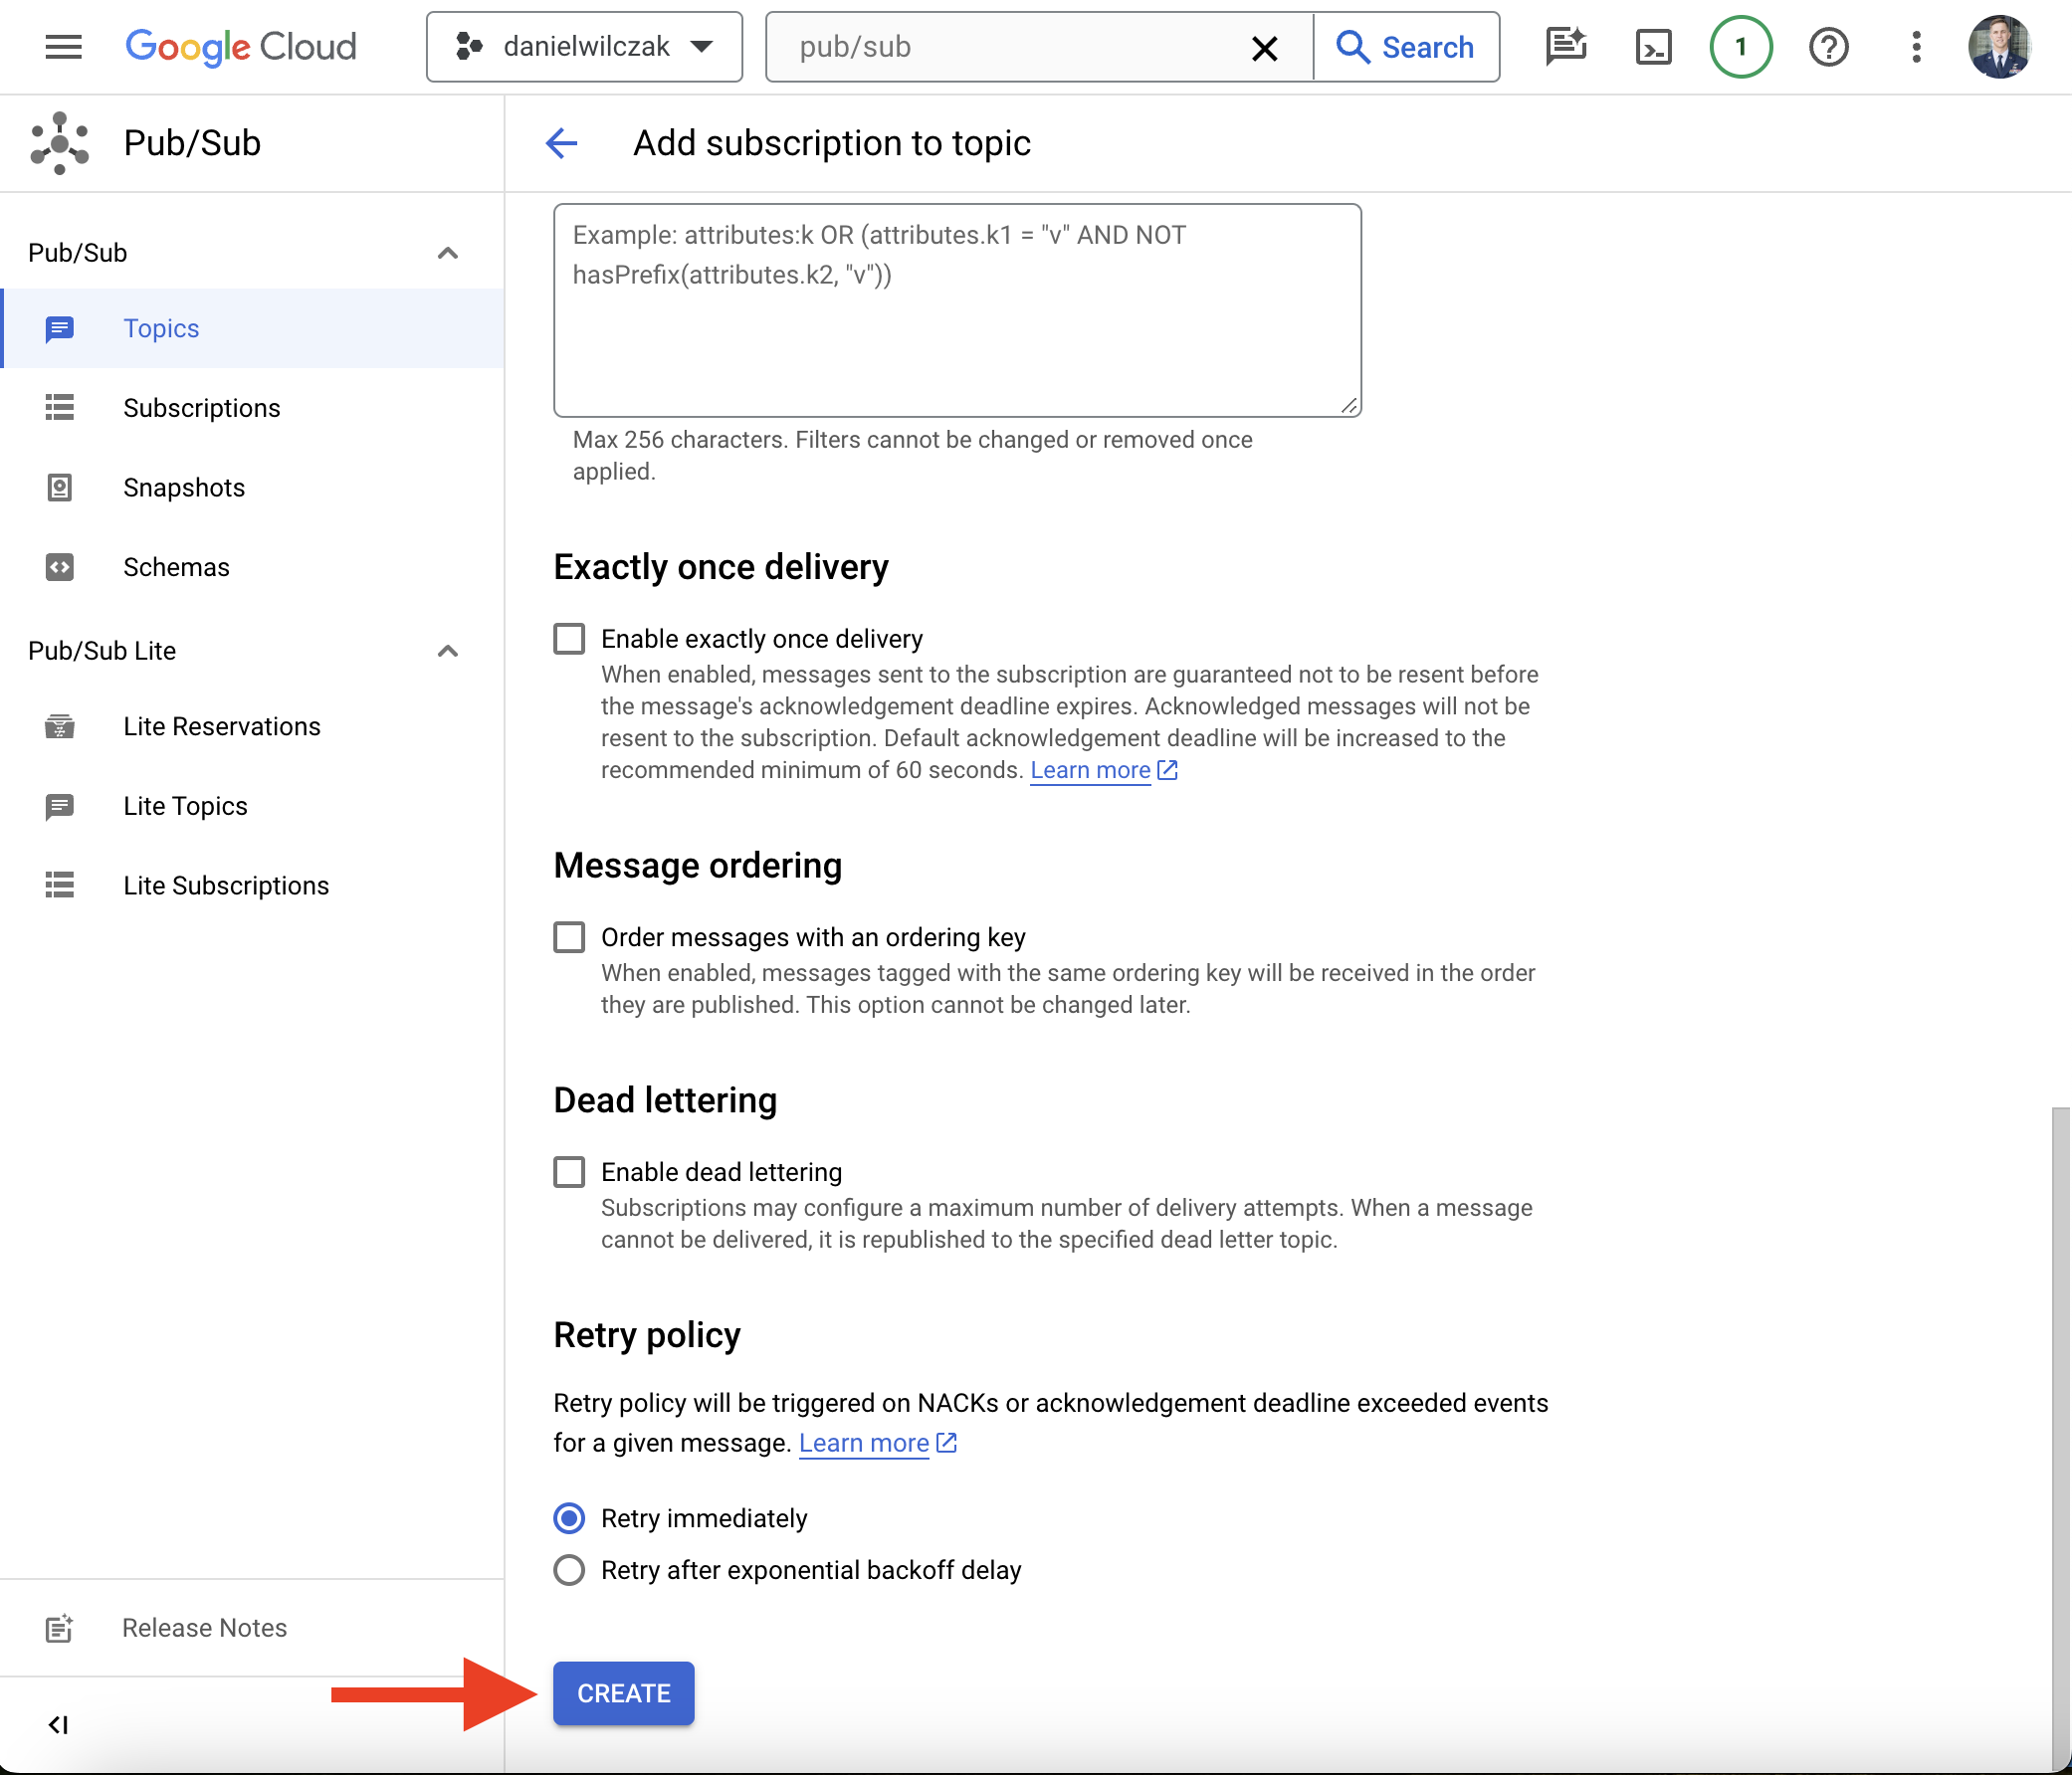 Google Cloud
danielwilczak
pub/sub
Search
1
Pub/Sub
Add subscription to topic
Pub/Sub
Topics
Subscriptions
Snapshots
Schemas
Pub/Sub Lite
Lite Reservations
Lite Topics
Lite Subscriptions
Release Notes
Example: attributes:k OR (attributes.k1 = "v" AND NOT
hasPrefix(attributes.k2, "v"))
Max 256 characters. Filters cannot be changed or removed once
applied.
Exactly once delivery
Enable exactly once delivery
When enabled, messages sent to the subscription are guaranteed not to be resent before
the message's acknowledgement deadline expires. Acknowledged messages will not be
resent to the subscription. Default acknowledgement deadline will be increased to the
recommended minimum of 60 seconds. Learn more
Message ordering
Order messages with an ordering key
When enabled, messages tagged with the same ordering key will be received in the order
they are published. This option cannot be changed later.
Dead lettering
Enable dead lettering
Subscriptions may configure a maximum number of delivery attempts. When a message
cannot be delivered, it is republished to the specified dead letter topic.
Retry policy
Retry policy will be triggered on NACKs or acknowledgement deadline exceeded events
for a given message. Learn more
Retry immediately
Retry after exponential backoff delay
CREATE